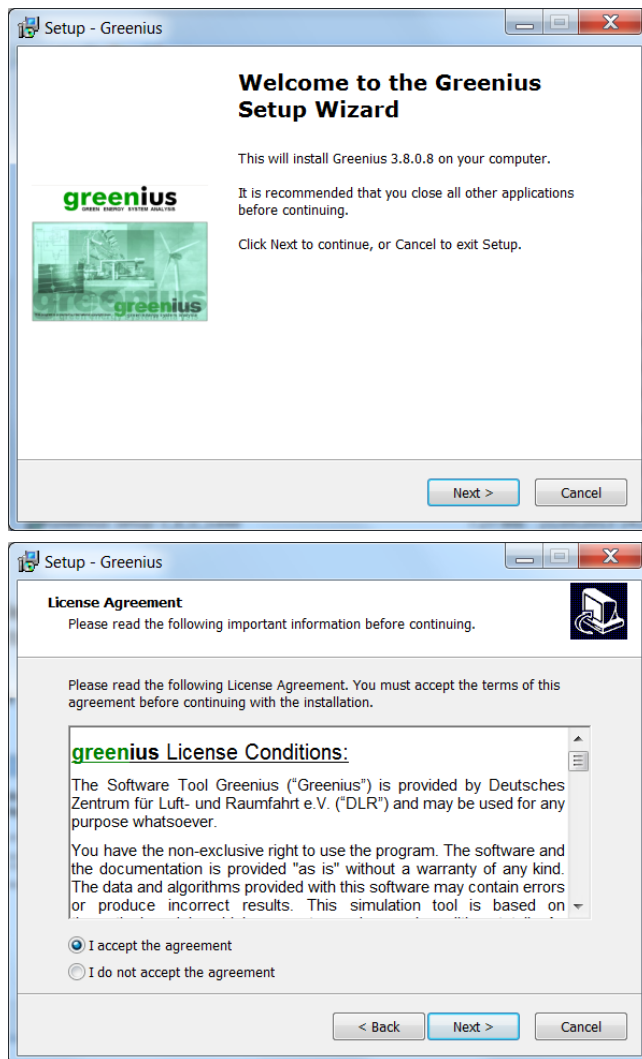 Setup - Greenius
Welcome to the Greenius
Setup Wizard
This will install Greenius 3.8.0.8 on your computer.
It is recommended that you close all other applications
before continuing.
Click Next to continue, or Cancel to exit Setup.
greenius
GREEN ENERGY SYSTEM ANALYSIS
greenius
greenius
Next >
Cancel
Setup - Greenius
License Agreement
Please read the following important information before continuing.
Please read the following License Agreement. You must accept the terms of this
agreement before continuing with the installation.
greenius License Conditions:
The Software Tool Greenius (“Greenius”) is provided by Deutsches
Zentrum für Luft- und Raumfahrt e.V. (“DLR”) and may be used for any
purpose whatsoever.
You have the non-exclusive right to use the program. The software and
the documentation is provided "as is" without a warranty of any kind.
The data and algorithms provided with this software may contain errors
or produce incorrect results. This simulation tool is based on
I accept the agreement
I do not accept the agreement
< Back
Next >
Cancel